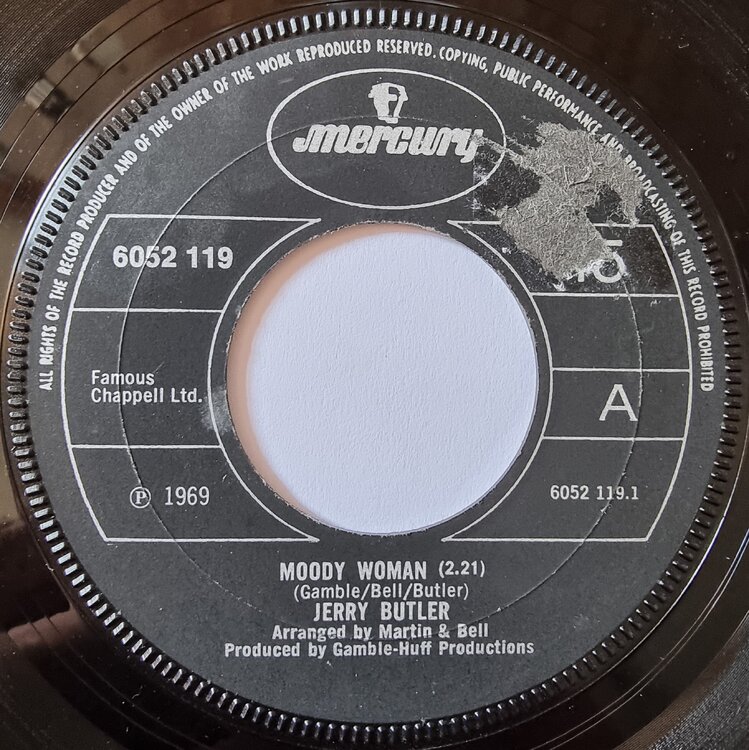 ALL RIGHTS OF THE RECORD PRODUCER AND OF THE OWNER OF THE WORK REPRODUCED RESERVED. COPYING, PUBLIC PERFORMANCE AND BROADCASTING OF THIS RECORD PROHIBITED
mercury
6052 119
Famous
Chappell Ltd.
A
Ⓟ 1969
6052 119.1
MOODY WOMAN (2.21)
(Gamble/Bell/Butler)
JERRY BUTLER
Arranged by Martin & Bell
Produced by Gamble-Huff Productions